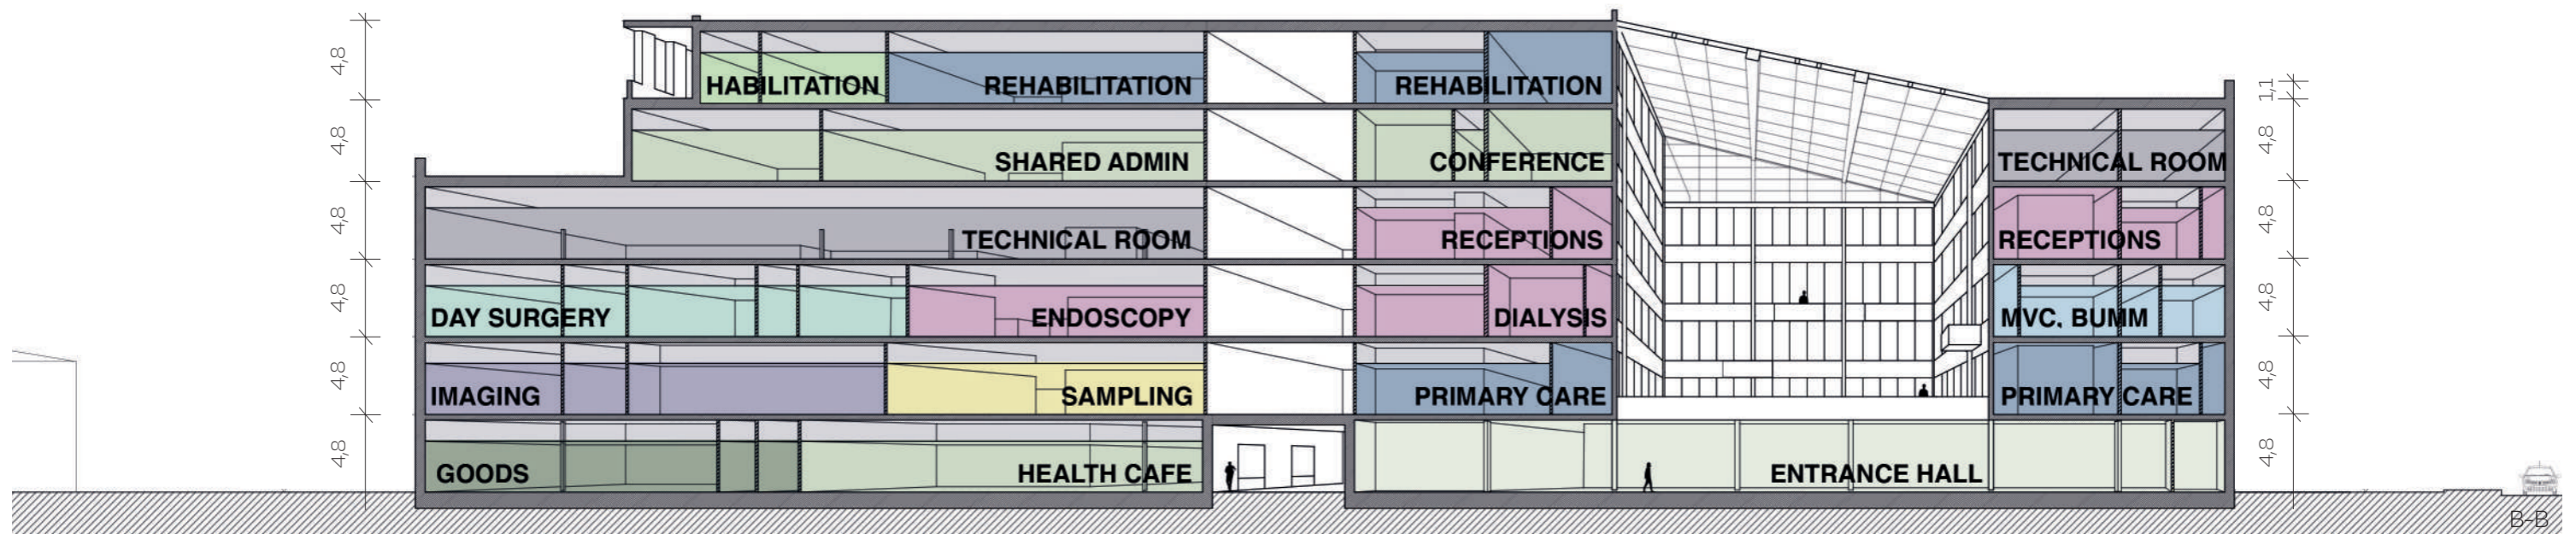 4,8
HABILITATION REHABILITATION REHABILITATION
1,1
4,8 SHARED ADMIN CONFERENCE TECHNICAL ROOM 4,8
4,8 TECHNICAL ROOM RECEPTIONS RECEPTIONS 4,8
4,8 DAY SURGERY ENDOSCOPY DIALYSIS MVC, BUMM 4,8
4,8 IMAGING SAMPLING PRIMARY CARE PRIMARY CARE 4,8
4,8 GOODS HEALTH CAFE ENTRANCE HALL 4,8
B-B